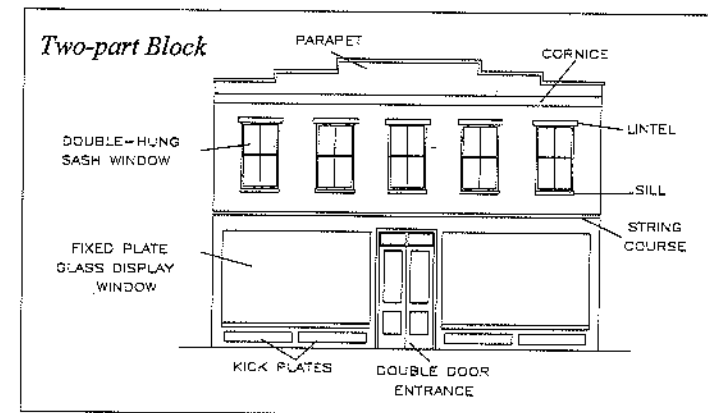 Two-part Block
PARAPET
CORNICE
DOUBLE-HUNG
SASH WINDOW
LINTEL
SILL
STRING
COURSE
FIXED PLATE
GLASS DISPLAY
WINDOW
KICK PLATES
DOUBLE DOOR
ENTRANCE